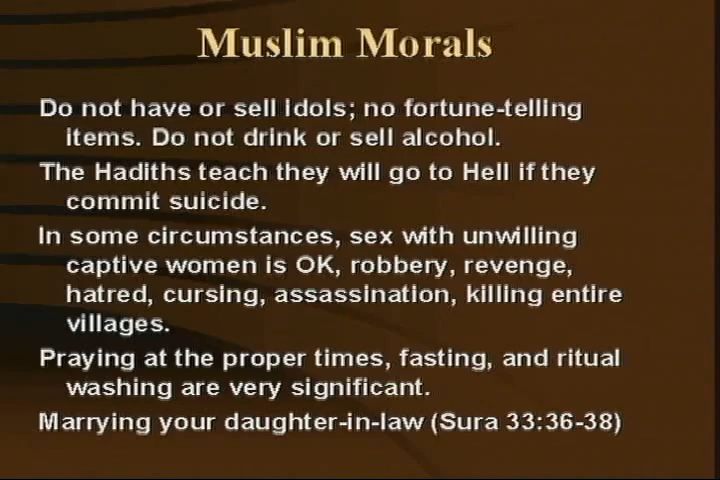 Muslim Morals
Do not have or sell idols; no fortune-telling
items. Do not drink or sell alcohol.
The Hadiths teach they will go to Hell if they
commit suicide.
In some circumstances, sex with unwilling
captive women is OK, robbery, revenge,
hatred, cursing, assassination, killing entire
villages.
Praying at the proper times, fasting, and ritual
washing are very significant.
Marrying your daughter-in-law (Sura 33:36-38)